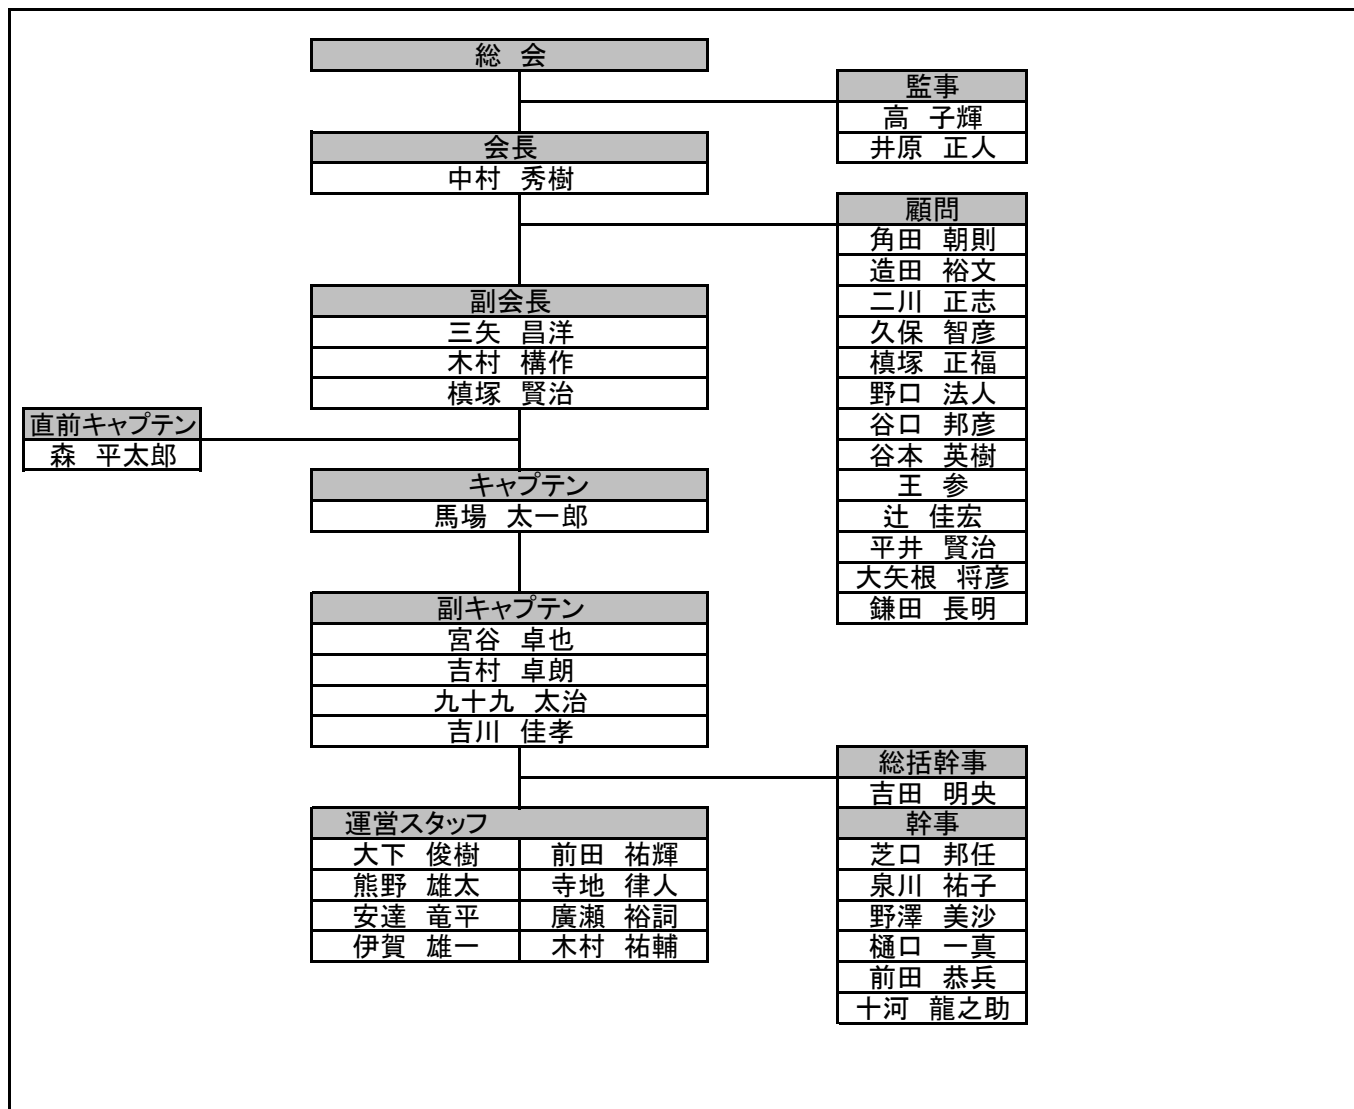 総 会
監事
高 子輝
井原 正人
会長
中村 秀樹
顧問
角田 朝則
造田 裕文
二川 正志
久保 智彦
槙塚 正福
野口 法人
谷口 邦彦
谷本 英樹
王 参
辻 佳宏
平井 賢治
大矢根 将彦
鎌田 長明
副会長
三矢 昌洋
木村 構作
槙塚 賢治
直前キャプテン
森 平太郎
キャプテン
馬場 太一郎
副キャプテン
宮谷 卓也
吉村 卓朗
九十九 太治
吉川 佳孝
総括幹事
吉田 明央
幹事
芝口 邦任
泉川 祐子
野澤 美沙
樋口 一真
前田 恭兵
十河 龍之助
運営スタッフ
大下 俊樹 前田 祐輝
熊野 雄太 寺地 律人
安達 竜平 廣瀬 裕詞
伊賀 雄一 木村 祐輔